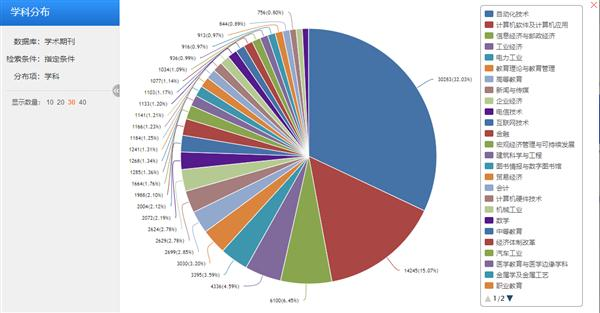 学科分布
数据库：学术期刊
检索条件：指定条件
分布项：学科
显示数量： 10 20 30 40
756(0.80%)
844(0.89%)
913(0.97%)
916(0.97%)
936(0.99%)
1034(1.09%)
1077(1.14%)
1103(1.17%)
1133(1.20%)
1141(1.21%)
1166(1.23%)
1184(1.25%)
1241(1.31%)
1268(1.34%)
1285(1.36%)
1664(1.76%)
1988(2.10%)
2004(2.12%)
2072(2.19%)
2624(2.78%)
2629(2.78%)
2699(2.85%)
3030(3.20%)
3395(3.59%)
4336(4.59%)
6100(6.45%)
14245(15.07%)
30283(32.03%)
自动化技术
计算机软件及计算机应用
信息经济与邮政经济
工业经济
电力工业
教育理论与教育管理
高等教育
新闻与传媒
企业经济
电信技术
互联网技术
金融
宏观经济管理与可持续发展
建筑科学与工程
图书情报与数字图书馆
贸易经济
会计
计算机硬件技术
机械工业
数学
中等教育
经济体制改革
汽车工业
医学教育与医学边缘学科
金属学及金属工艺
职业教育
1/2